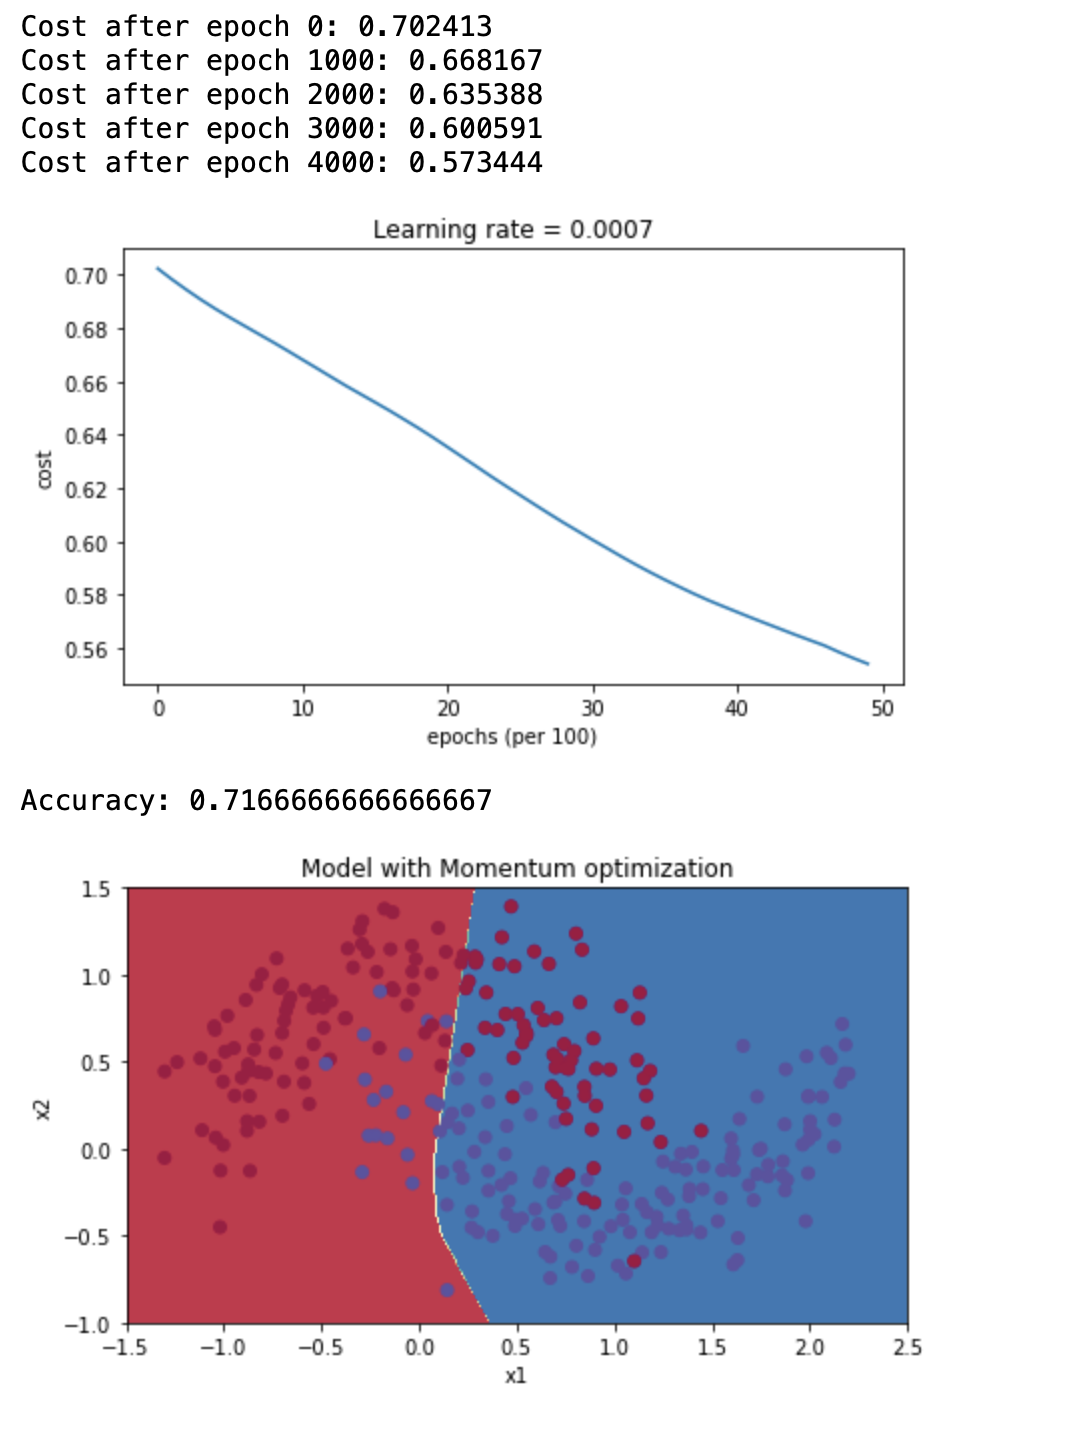 Cost after epoch 0: 0.702413
Cost after epoch 1000: 0.668167
Cost after epoch 2000: 0.635388
Cost after epoch 3000: 0.600591
Cost after epoch 4000: 0.573444
Learning rate = 0.0007
0.70
0.68
0.66
0.64
0.62
0.60
0.58
0.56
cost
0 10 20 30 40 50
epochs (per 100)
Accuracy: 0.7166666666666667
Model with Momentum optimization
1.5
1.0
0.5
0.0
−0.5
−1.0
x2
−1.5 −1.0 −0.5 0.0 0.5 1.0 1.5 2.0 2.5
x1